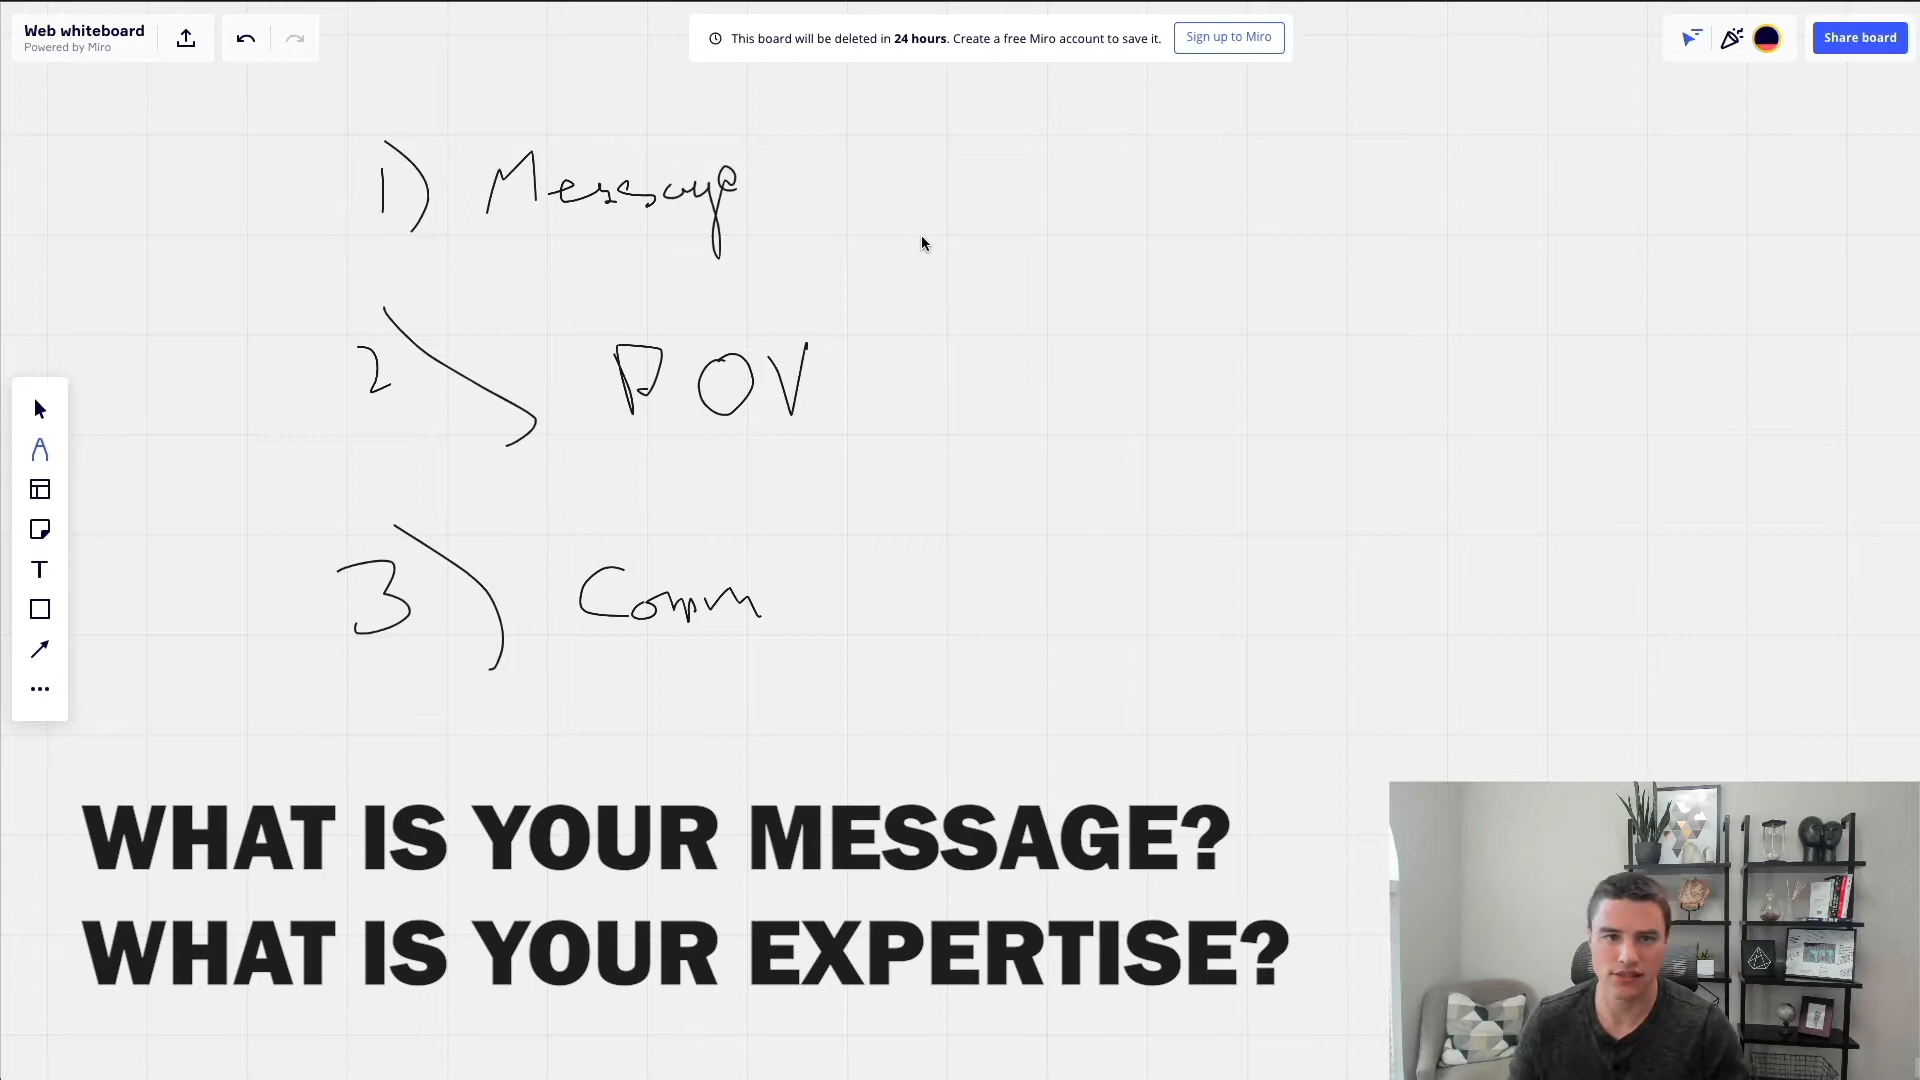 Web whiteboard
Powered by Miro
This board will be deleted in 24 hours. Create a free Miro account to save it.
Sign up to Miro
Share board
1) Message
2) POV
3) Comm
T
WHAT IS YOUR MESSAGE?
WHAT IS YOUR EXPERTISE?